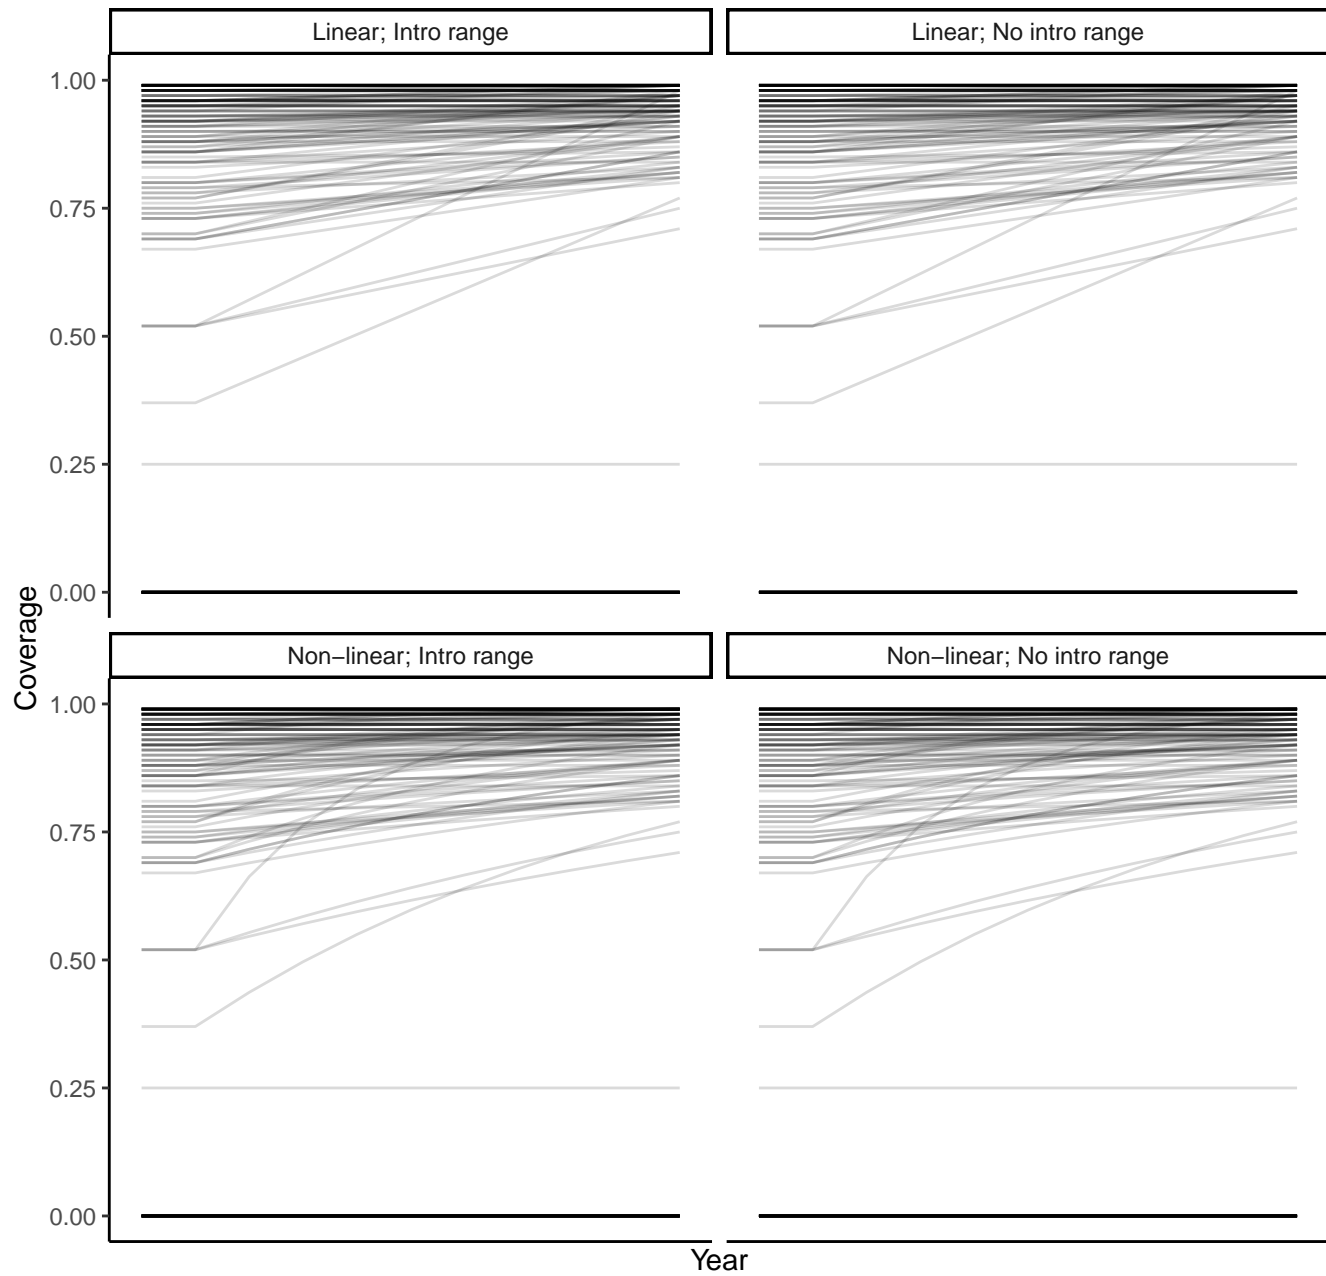 Linear; Intro range
Linear; No intro range
1.00
0.75
0.50
0.25
0.00
Coverage
Non−linear; Intro range
Non−linear; No intro range
1.00
0.75
0.50
0.25
0.00
Year